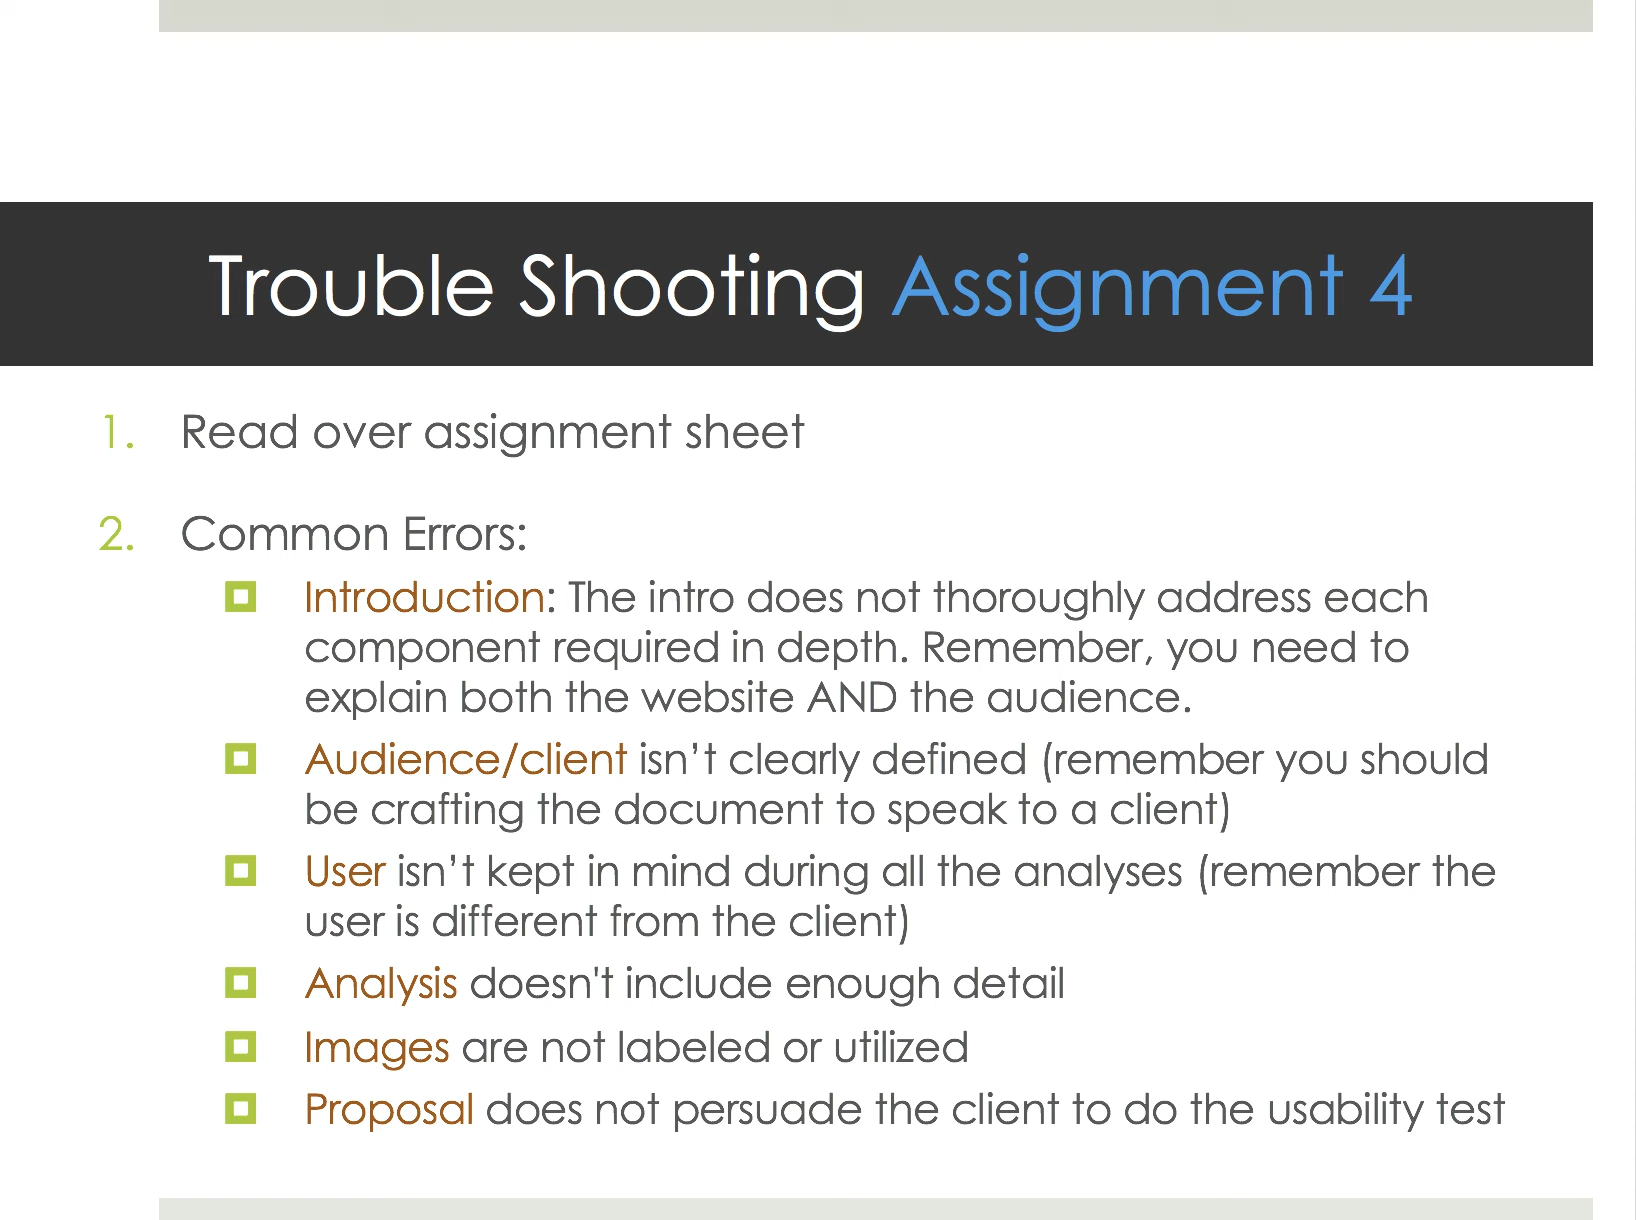 Trouble Shooting Assignment 4
1. Read over assignment sheet
2. Common Errors:
Introduction: The intro does not thoroughly address each
component required in depth. Remember, you need to
explain both the website AND the audience.
Audience/client isn’t clearly defined (remember you should
be crafting the document to speak to a client)
User isn’t kept in mind during all the analyses (remember the
user is different from the client)
Analysis doesn't include enough detail
Images are not labeled or utilized
Proposal does not persuade the client to do the usability test